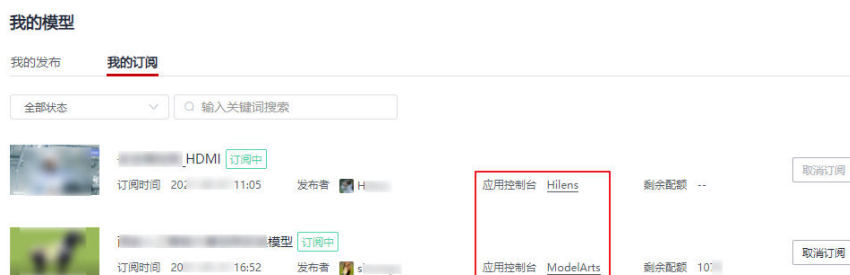 我的模型
我的发布 我的订阅
全部状态 输入关键词搜索
_HDMI 订阅中
取消订阅
订阅时间 202 11:05 发布者 H 应用控制台 Hilens 剩余配额 --
模型 订阅中
取消订阅
订阅时间 20 16:52 发布者 s 应用控制台 ModelArts 剩余配额 10